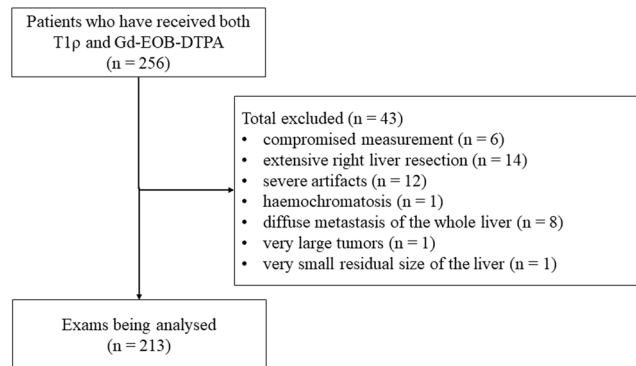 Patients who have received both
T1ρ and Gd-EOB-DTPA
(n = 256)
Total excluded (n = 43)
• compromised measurement (n = 6)
• extensive right liver resection (n = 14)
• severe artifacts (n = 12)
• haemochromatosis (n = 1)
• diffuse metastasis of the whole liver (n = 8)
• very large tumors (n = 1)
• very small residual size of the liver (n = 1)
Exams being analysed
(n = 213)